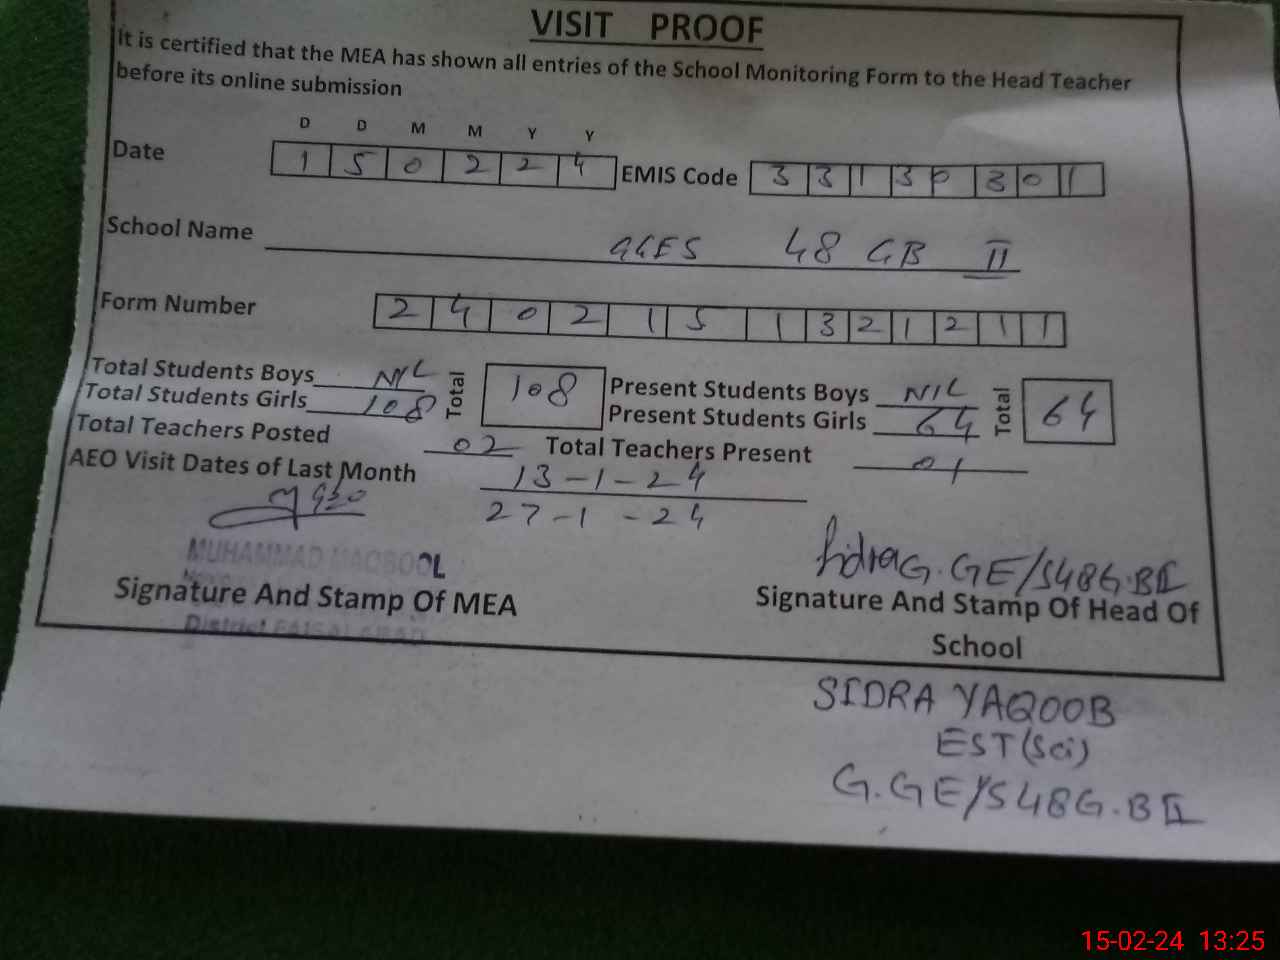 VISIT PROOF
It is certified that the MEA has shown all entries of the School Monitoring Form to the Head Teacher
before its online submission
D D M M Y Y
Date 1 5 0 2 2 4 EMIS Code 3 3 1 3 0 3 0 1
School Name GGES 48 GB II
Form Number 2 4 0 2 1 5 1 3 2 1 2 1 1
Total Students Boys NIL Total 108 Present Students Boys NIL Total 64
Total Students Girls 108 Present Students Girls 64
Total Teachers Posted 02 Total Teachers Present 01
AEO Visit Dates of Last Month 13-1-24
27-1-24
MUHAMMAD MAQBOOL
Sidra G.GE/S48G.BII
Signature And Stamp Of MEA Signature And Stamp Of Head Of
School
District FAISALABAD
SIDRA YAQOOB
EST (Sci)
G.GE/S 48G.BII
15-02-24 13:25